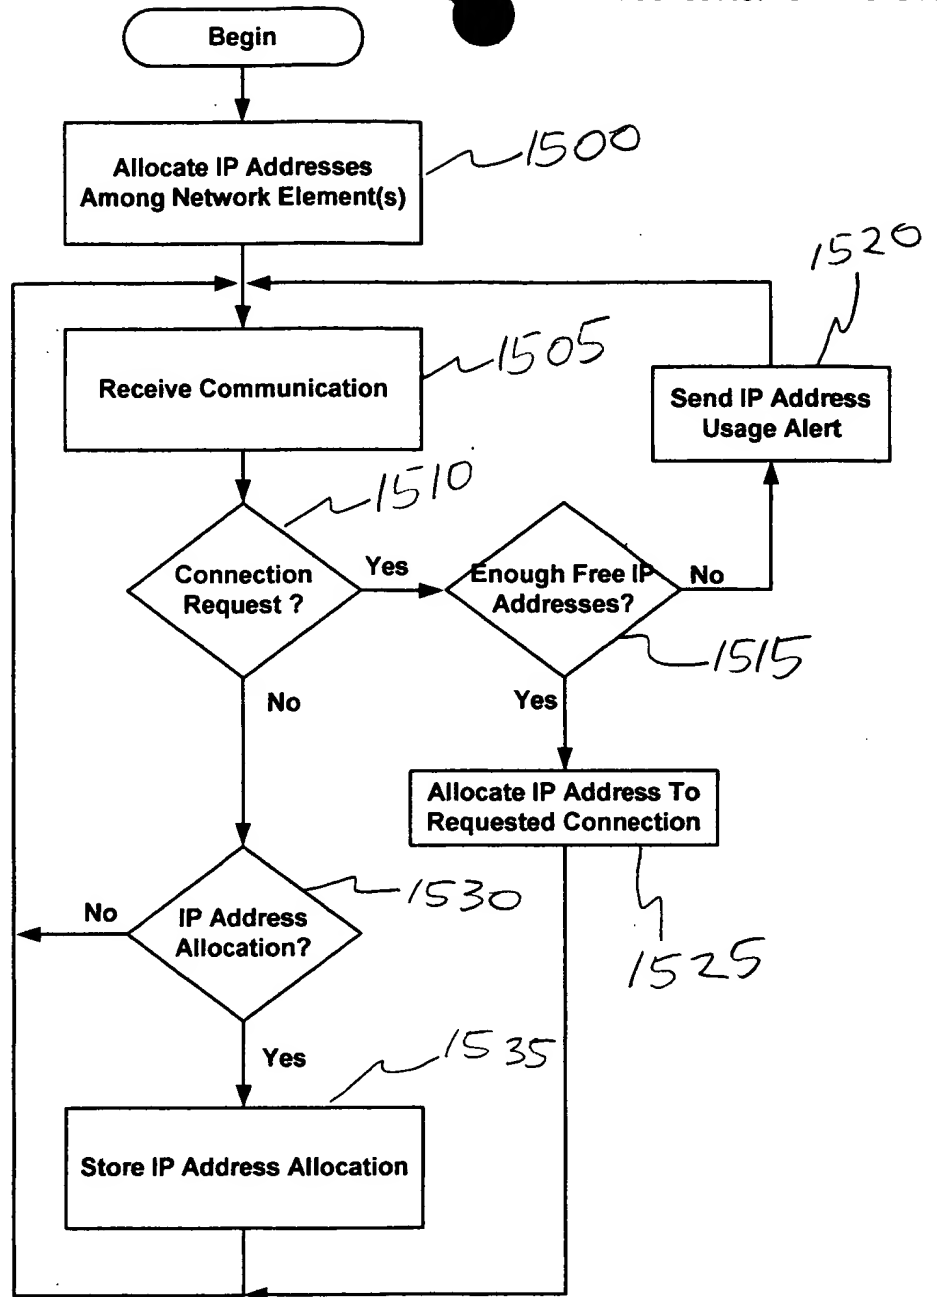 Begin
Allocate IP Addresses
Among Network Element(s)
1500
1520
Receive Communication
1505
Send IP Address
Usage Alert
1510
Connection
Request ?
Yes
Enough Free IP
Addresses?
No
1515
No
Yes
Allocate IP Address To
Requested Connection
1530
No
IP Address
Allocation?
1525
Yes
1535
Store IP Address Allocation